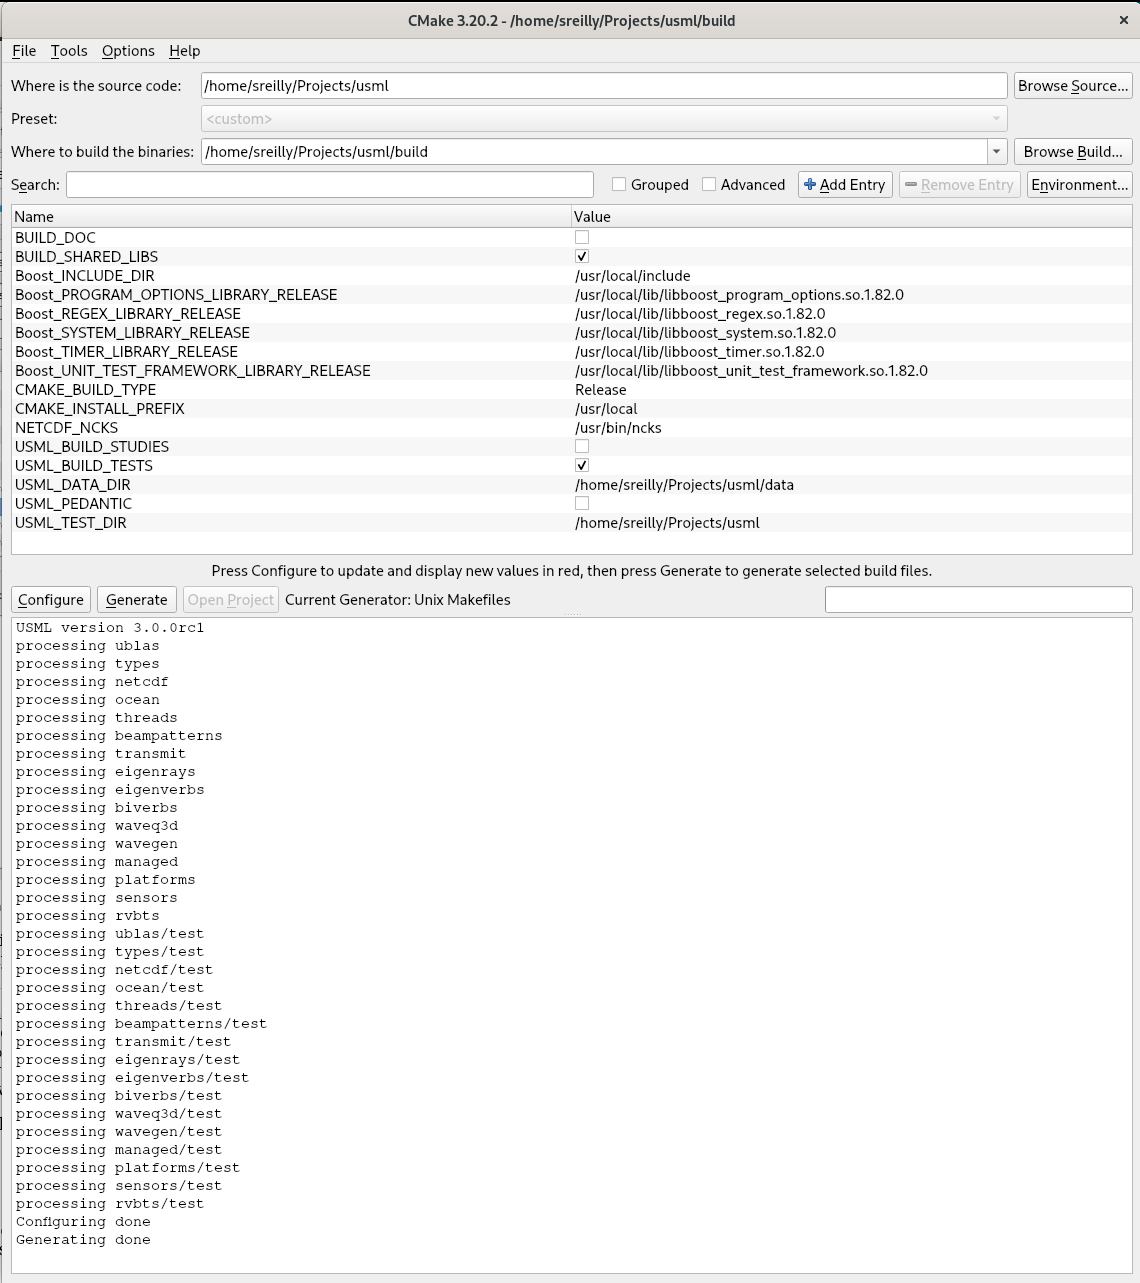 CMake 3.20.2 - /home/sreilly/Projects/usml/build
File Tools Options Help
Where is the source code: /home/sreilly/Projects/usml Browse Source...
Preset: <custom>
Where to build the binaries: /home/sreilly/Projects/usml/build Browse Build...
Search: Grouped Advanced Add Entry Remove Entry Environment...
Name Value
BUILD_DOC
BUILD_SHARED_LIBS
Boost_INCLUDE_DIR /usr/local/include
Boost_PROGRAM_OPTIONS_LIBRARY_RELEASE /usr/local/lib/libboost_program_options.so.1.82.0
Boost_REGEX_LIBRARY_RELEASE /usr/local/lib/libboost_regex.so.1.82.0
Boost_SYSTEM_LIBRARY_RELEASE /usr/local/lib/libboost_system.so.1.82.0
Boost_TIMER_LIBRARY_RELEASE /usr/local/lib/libboost_timer.so.1.82.0
Boost_UNIT_TEST_FRAMEWORK_LIBRARY_RELEASE /usr/local/lib/libboost_unit_test_framework.so.1.82.0
CMAKE_BUILD_TYPE Release
CMAKE_INSTALL_PREFIX /usr/local
NETCDF_NCKS /usr/bin/ncks
USML_BUILD_STUDIES
USML_BUILD_TESTS
USML_DATA_DIR /home/sreilly/Projects/usml/data
USML_PEDANTIC
USML_TEST_DIR /home/sreilly/Projects/usml
Press Configure to update and display new values in red, then press Generate to generate selected build files.
Configure Generate Open Project Current Generator: Unix Makefiles
USML version 3.0.0rc1
processing ublas
processing types
processing netcdf
processing ocean
processing threads
processing beampatterns
processing transmit
processing eigenrays
processing eigenverbs
processing biverbs
processing waveq3d
processing wavegen
processing managed
processing platforms
processing sensors
processing rvbts
processing ublas/test
processing types/test
processing netcdf/test
processing ocean/test
processing threads/test
processing beampatterns/test
processing transmit/test
processing eigenrays/test
processing eigenverbs/test
processing biverbs/test
processing waveq3d/test
processing wavegen/test
processing managed/test
processing platforms/test
processing sensors/test
processing rvbts/test
Configuring done
Generating done